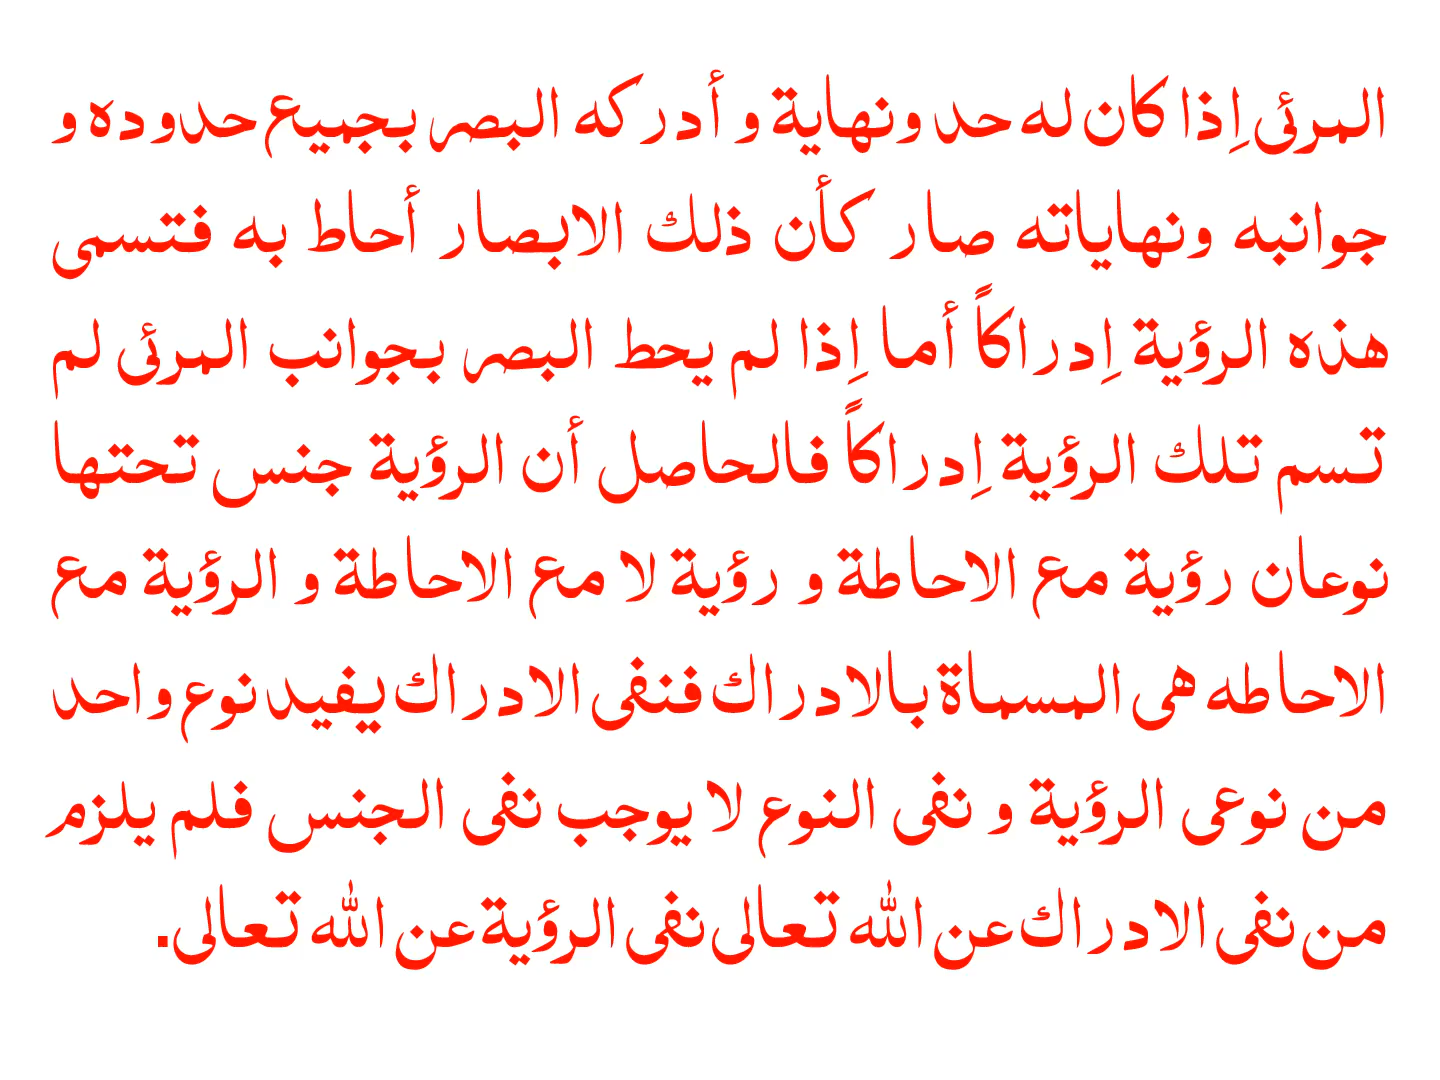 المرئى اِذا كان له حد ونهاية و أدركه البصر بجميع حدوده و
جوانبه ونهاياته صار كأن ذلك الابصار أحاط به فتسمى
هذه الرؤية اِدراكاً أما اِذا لم يحط البصر بجوانب المرئى لم
تسم تلك الرؤية اِدراكاً فالحاصل أن الرؤية جنس تحتها
نوعان رؤية مع الاحاطة و رؤية لا مع الاحاطة و الرؤية مع
الاحاطه هى المسماة بالادراك فنفى الادراك يفيد نوع واحد
من نوعى الرؤية و نفى النوع لا يوجب نفى الجنس فلم يلزم
من نفى الادراك عن الله تعالى نفى الرؤية عن الله تعالى.